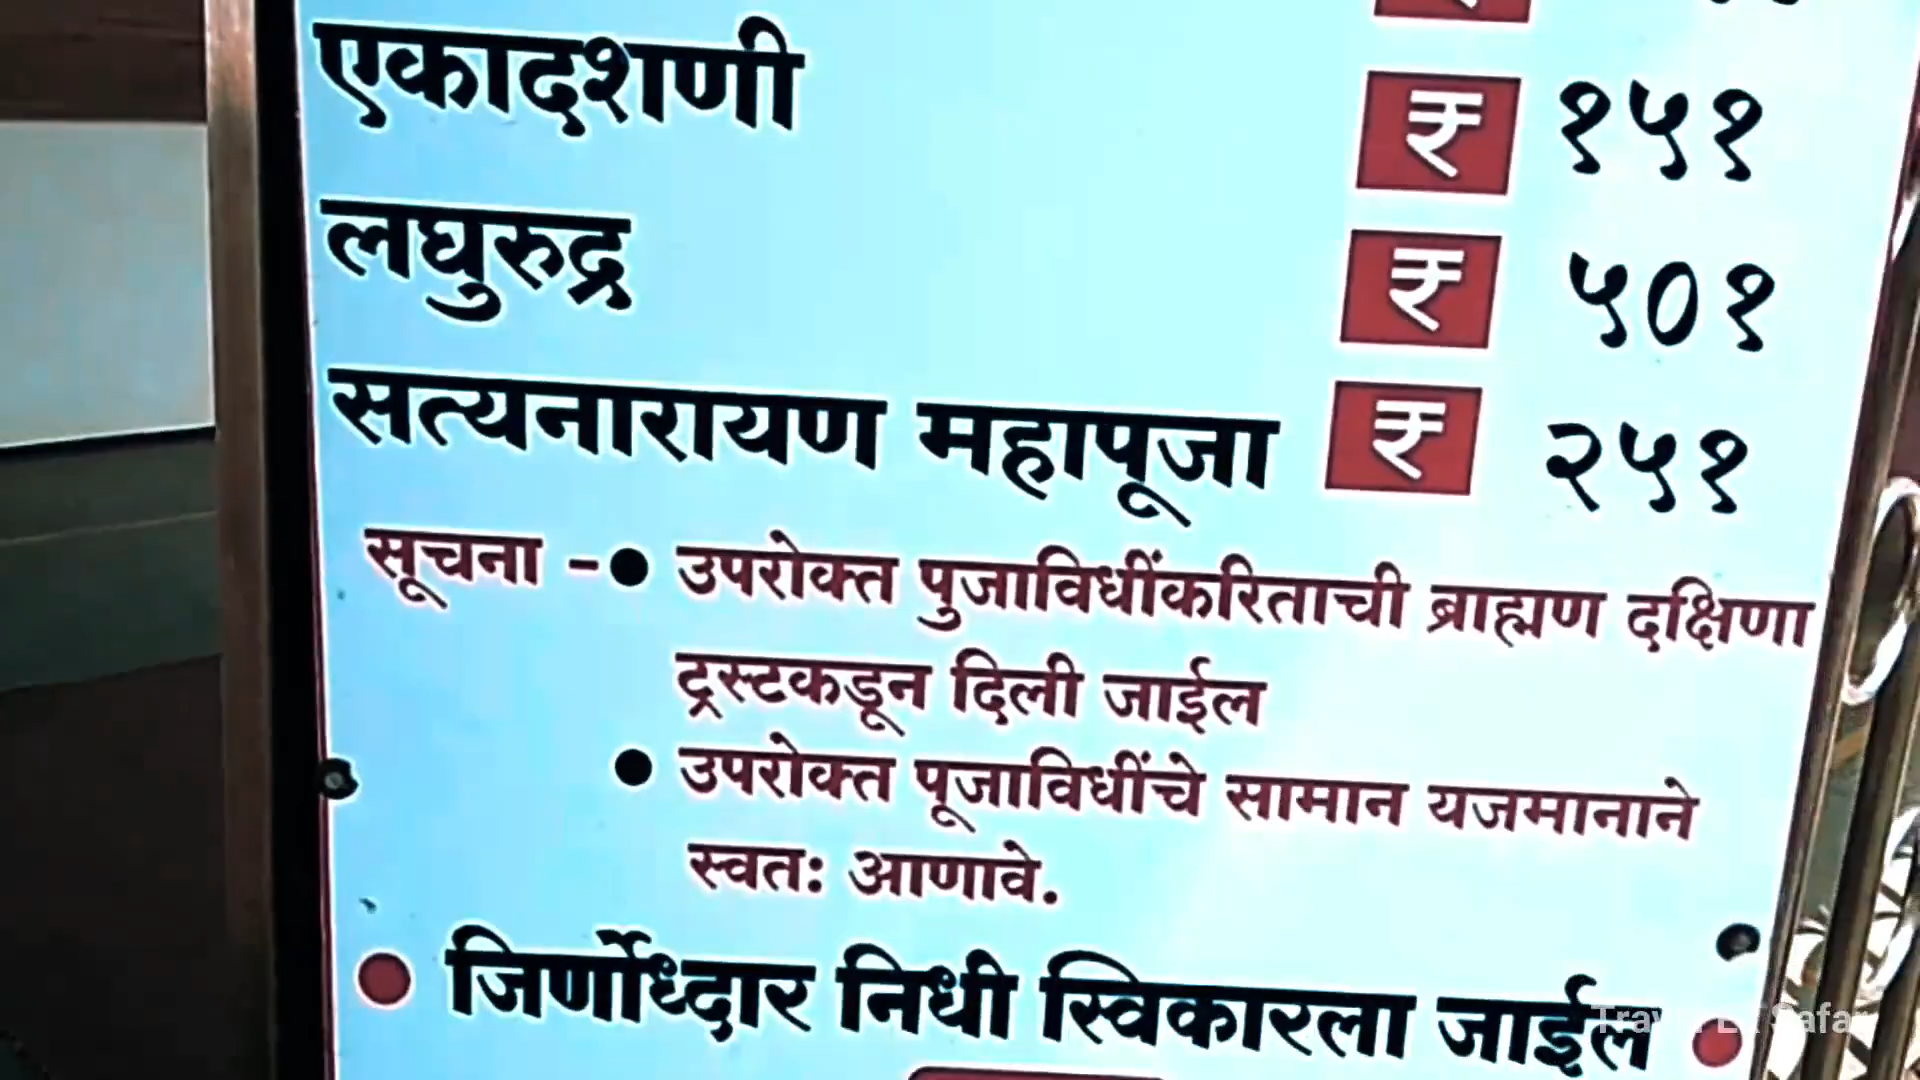 एकादशणी ₹ १५१
लघुरुद्र ₹ ५०१
सत्यनारायण महापूजा ₹ २५१
सूचना - ● उपरोक्त पुजाविधींकरिताची ब्राह्मण दक्षिणा
ट्रस्टकडून दिली जाईल
● उपरोक्त पूजाविधींचे सामान यजमानाने
स्वत: आणावे.
● जिर्णोध्दार निधी स्विकारला जाईल ●